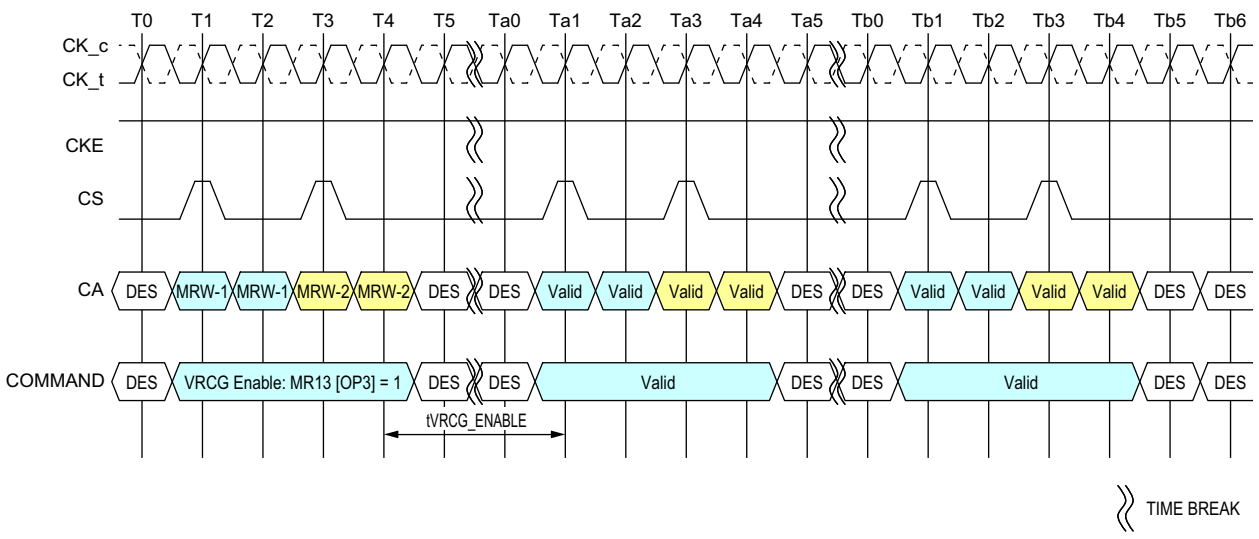 T0 T1 T2 T3 T4 T5 Ta0 Ta1 Ta2 Ta3 Ta4 Ta5 Tb0 Tb1 Tb2 Tb3 Tb4 Tb5 Tb6
CK_c
CK_t
CKE
CS
CA DES MRW-1 MRW-1 MRW-2 MRW-2 DES DES Valid Valid Valid Valid DES DES Valid Valid Valid Valid DES DES
COMMAND DES VRCG Enable: MR13 [OP3] = 1 DES DES Valid DES DES Valid DES DES
tVRCG_ENABLE
TIME BREAK